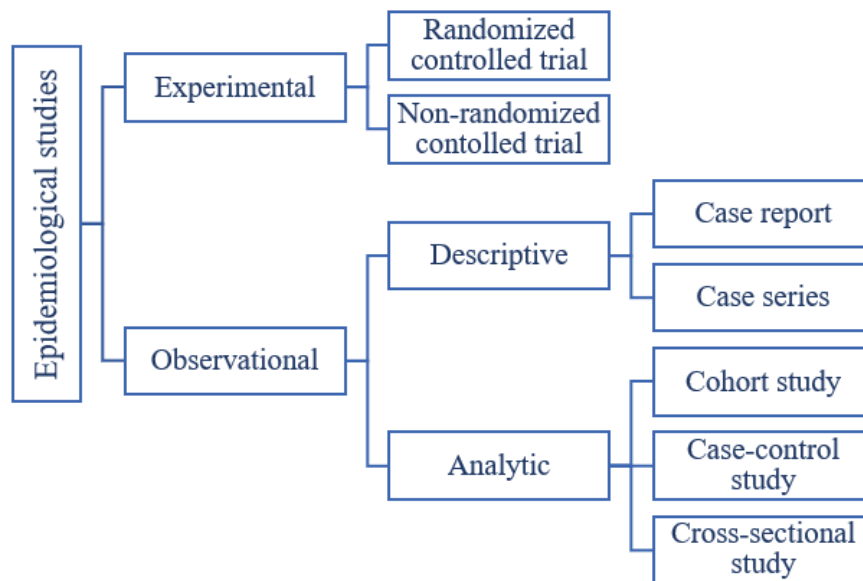 Epidemiological studies
Experimental
Randomized
controlled trial
Non-randomized
contolled trial
Observational
Descriptive
Case report
Case series
Analytic
Cohort study
Case-control
study
Cross-sectional
study